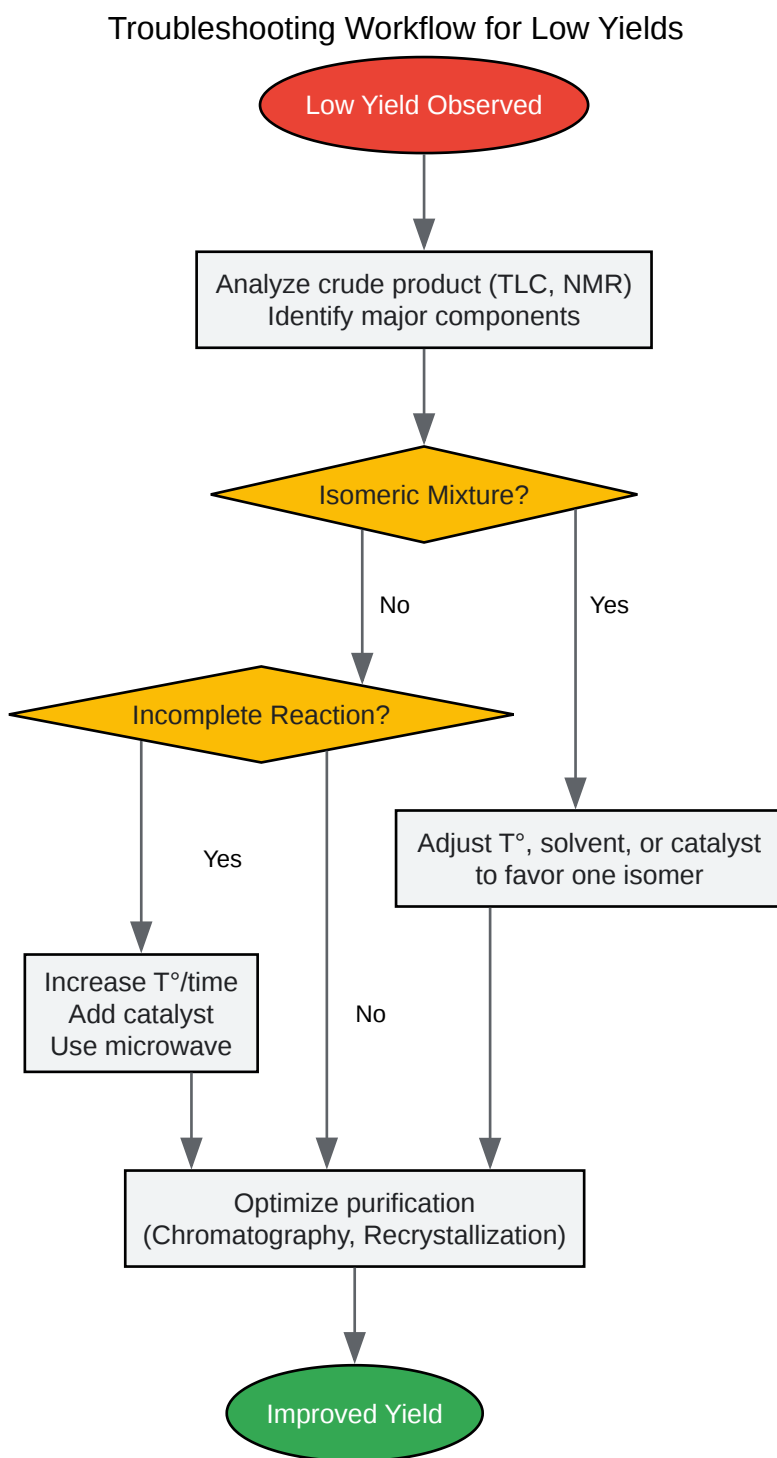 Troubleshooting Workflow for Low Yields
Low Yield Observed
Analyze crude product (TLC, NMR)
Identify major components
Isomeric Mixture?
No
Yes
Incomplete Reaction?
Adjust T°, solvent, or catalyst
to favor one isomer
Yes
Increase T°/time
Add catalyst
Use microwave
No
Optimize purification
(Chromatography, Recrystallization)
Improved Yield